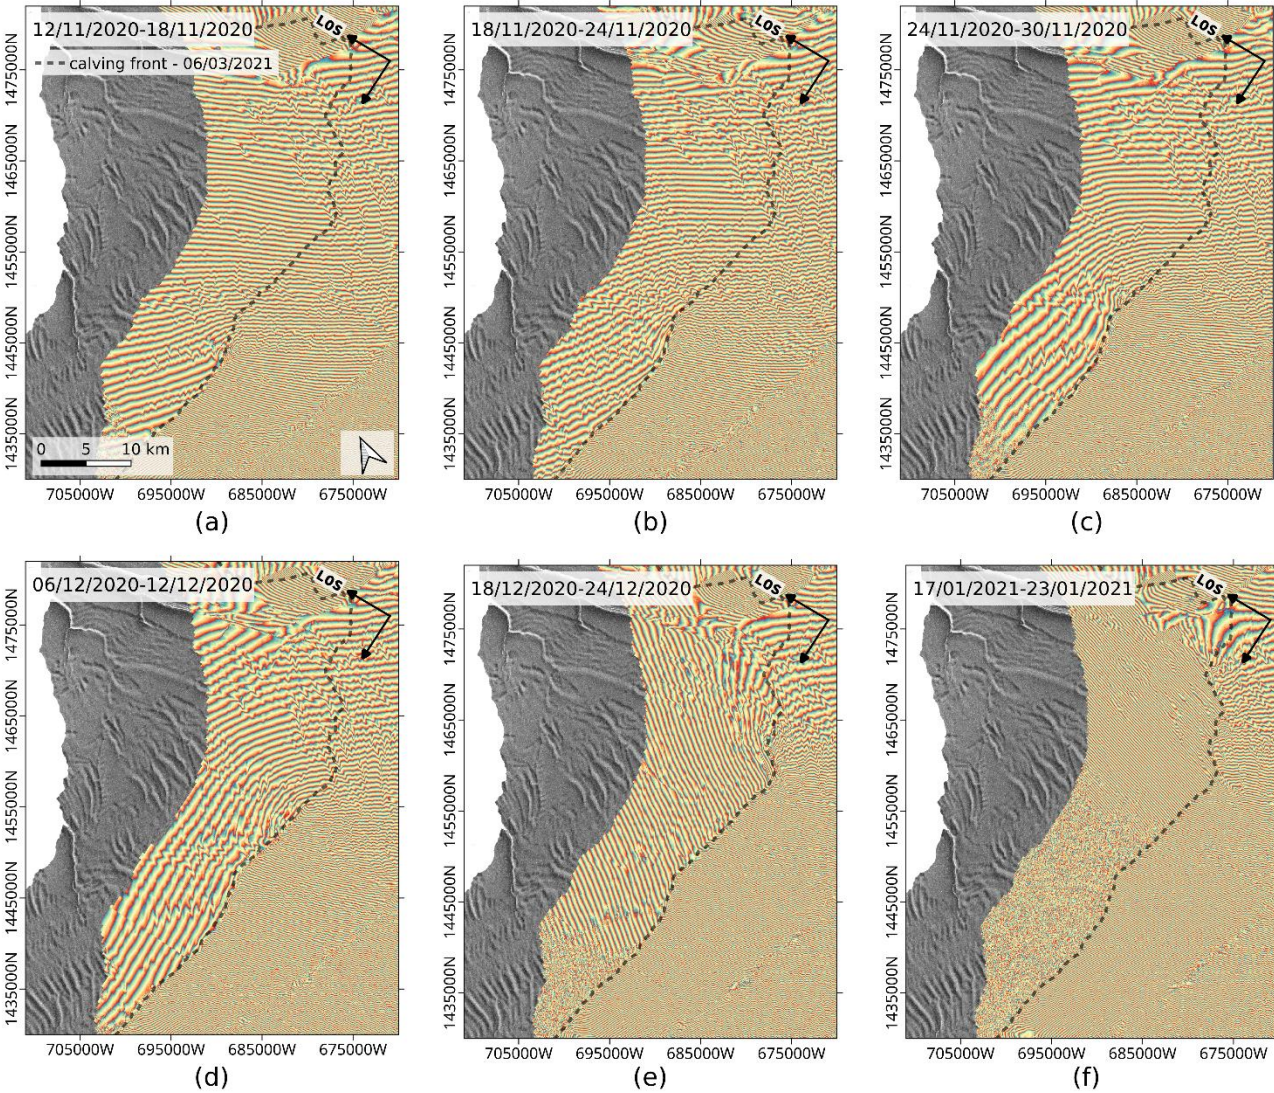 12/11/2020-18/11/2020
calving front - 06/03/2021
LOS
1475000N
1465000N
1455000N
1445000N
1435000N
0 5 10 km
705000W 695000W 685000W 675000W
(a)
18/11/2020-24/11/2020
LOS
1475000N
1465000N
1455000N
1445000N
1435000N
705000W 695000W 685000W 675000W
(b)
24/11/2020-30/11/2020
LOS
1475000N
1465000N
1455000N
1445000N
1435000N
705000W 695000W 685000W 675000W
(c)
06/12/2020-12/12/2020
LOS
1475000N
1465000N
1455000N
1445000N
1435000N
705000W 695000W 685000W 675000W
(d)
18/12/2020-24/12/2020
LOS
1475000N
1465000N
1455000N
1445000N
1435000N
705000W 695000W 685000W 675000W
(e)
17/01/2021-23/01/2021
LOS
1475000N
1465000N
1455000N
1445000N
1435000N
705000W 695000W 685000W 675000W
(f)